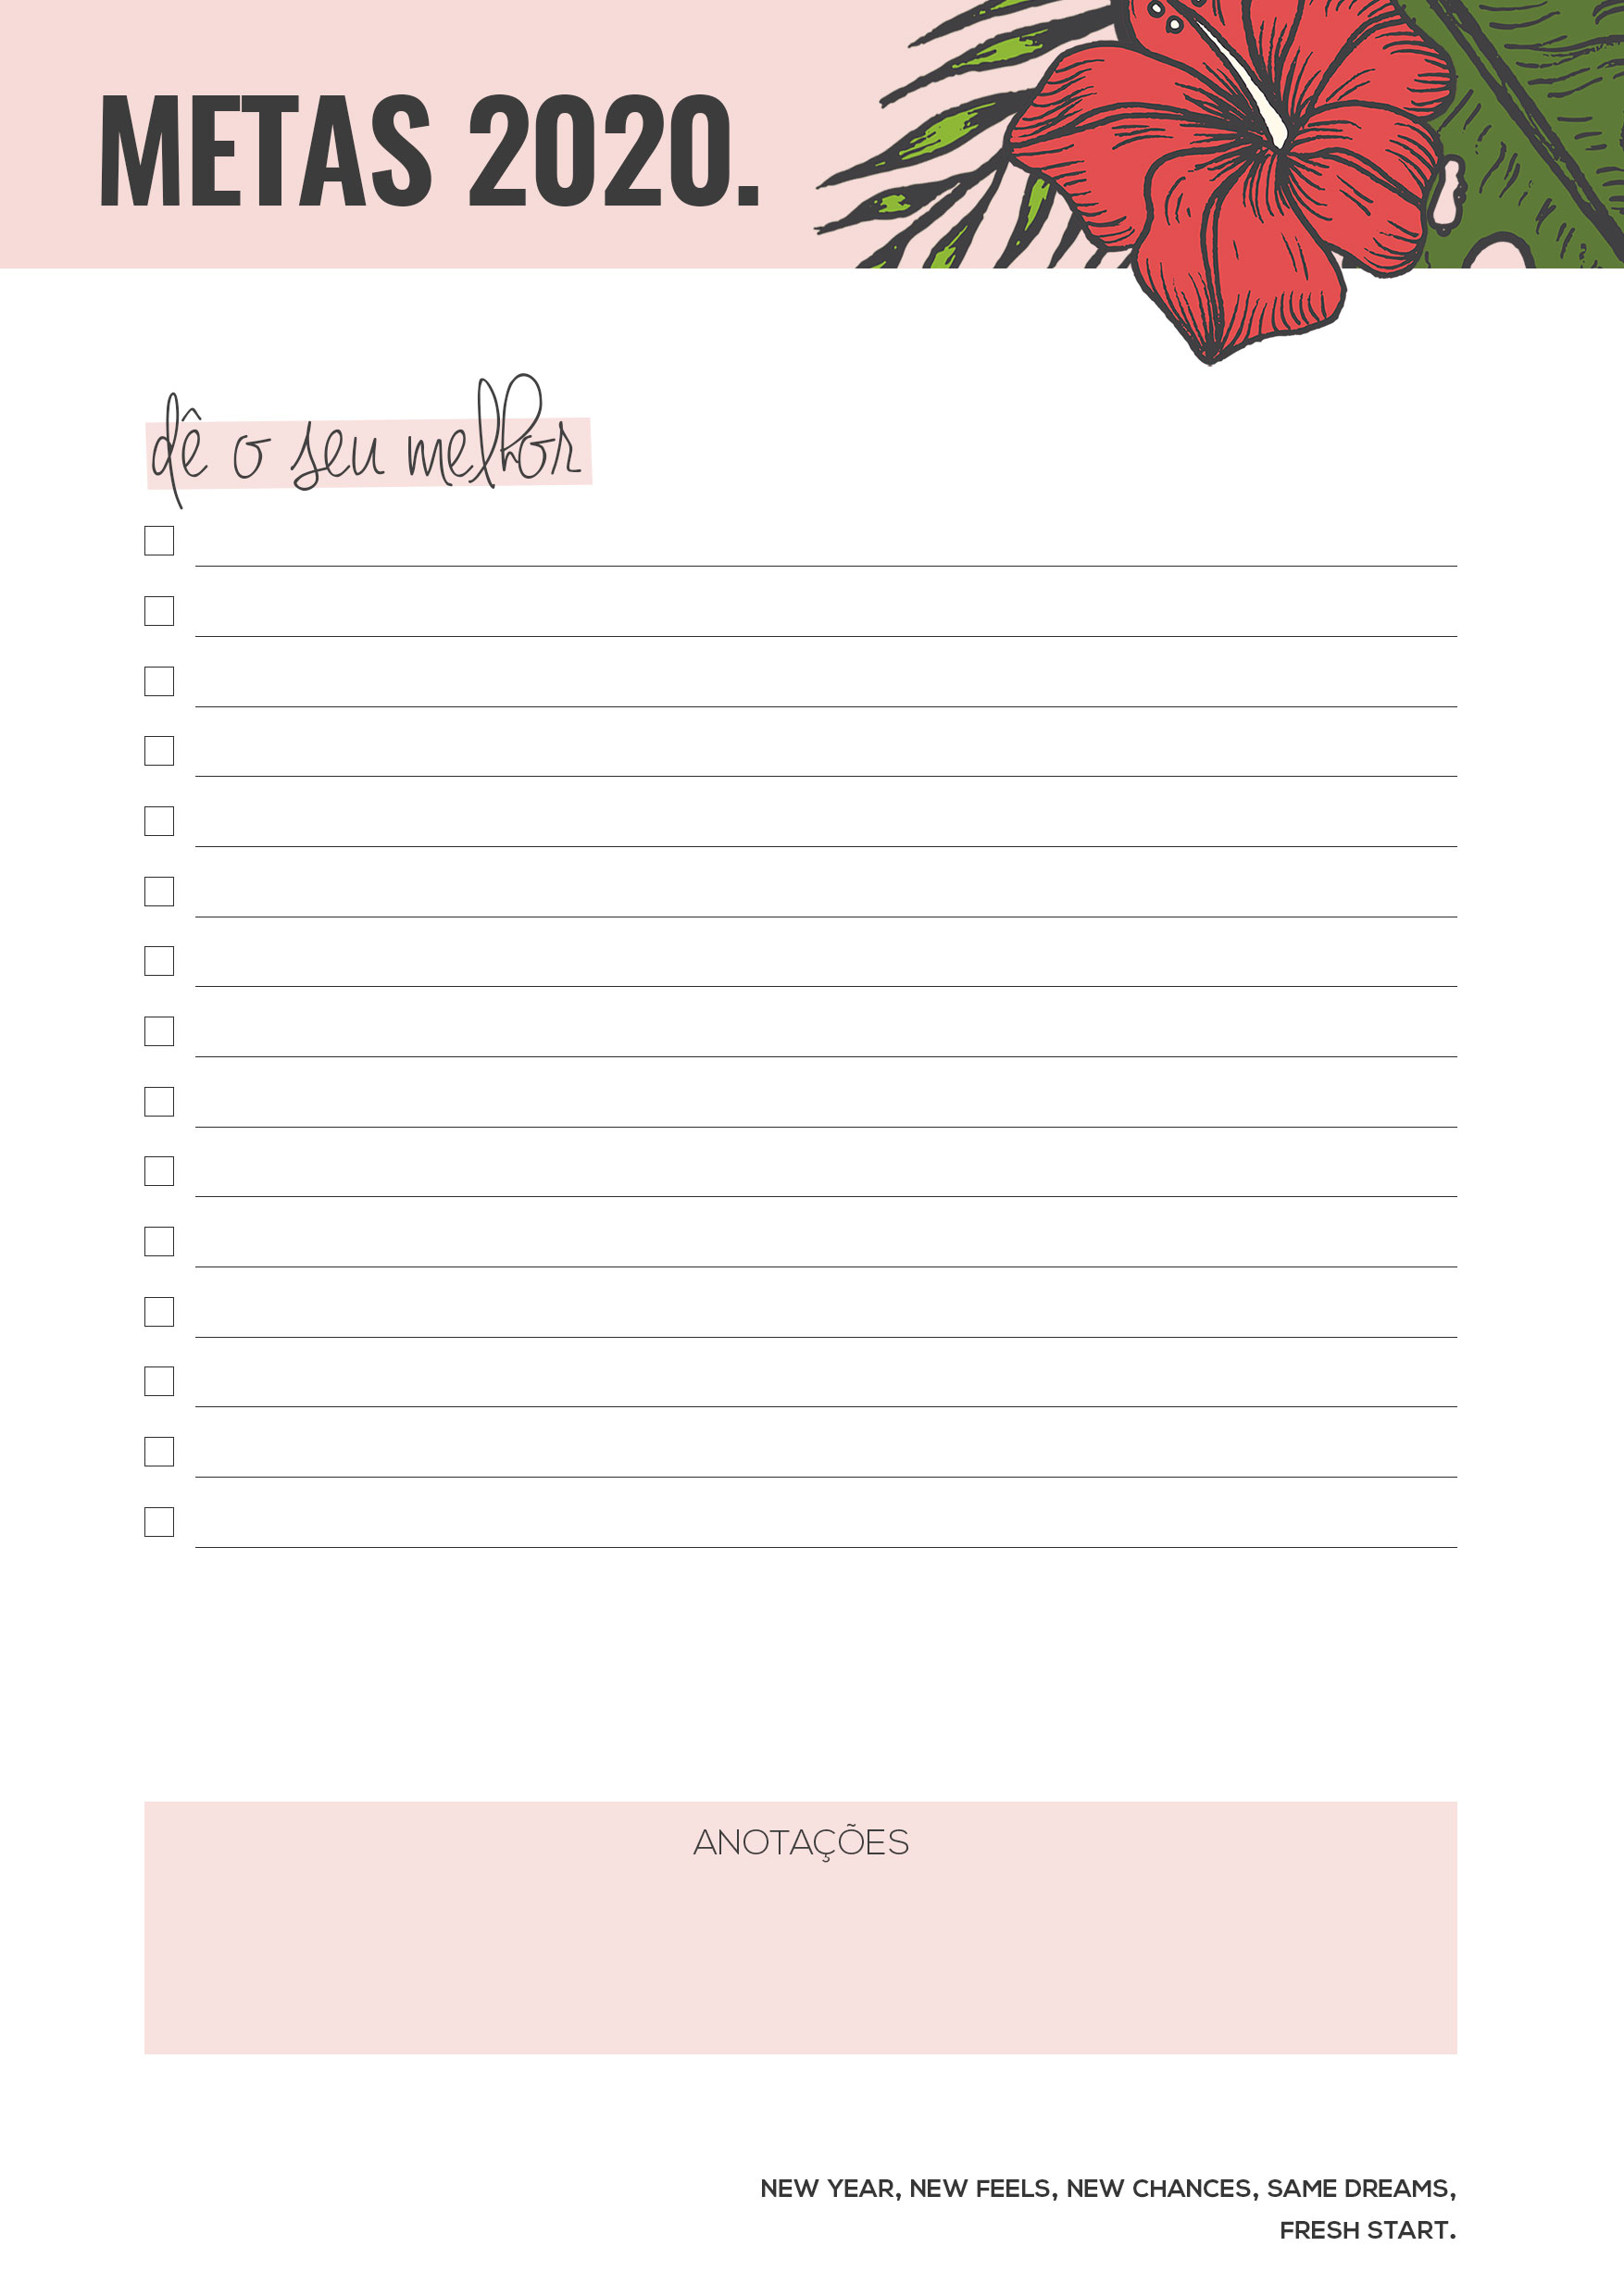 METAS 2020.
dê o seu melhor
ANOTAÇÕES
NEW YEAR, NEW FEELS, NEW CHANCES, SAME DREAMS,
FRESH START.